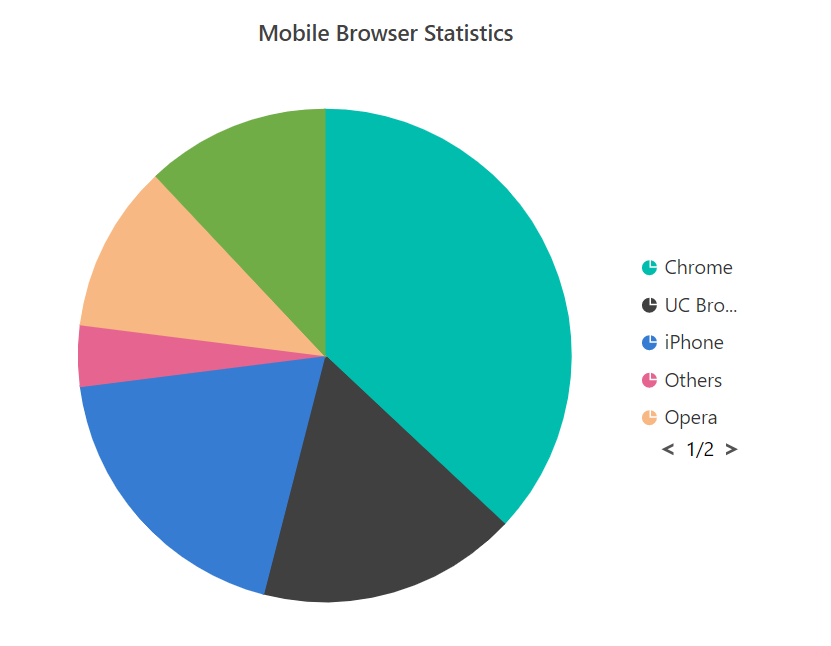 Mobile Browser Statistics
Chrome
UC Bro...
iPhone
Others
Opera
< 1/2 >